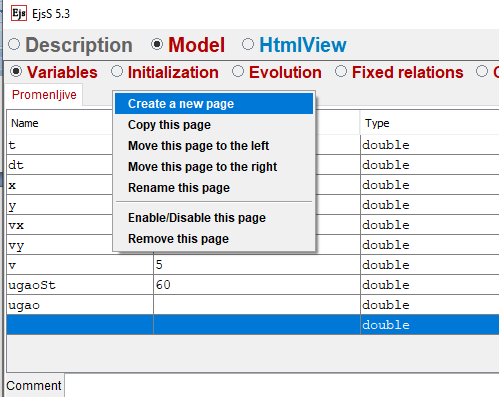 Ejs EjsS 5.3
Description Model HtmlView
Variables Initialization Evolution Fixed relations
Promenljive
Create a new page
Copy this page
Move this page to the left
Move this page to the right
Rename this page
Enable/Disable this page
Remove this page
Name Type
t double
dt double
x double
y double
vx double
vy double
v 5 double
ugaoSt 60 double
ugao double
double
Comment